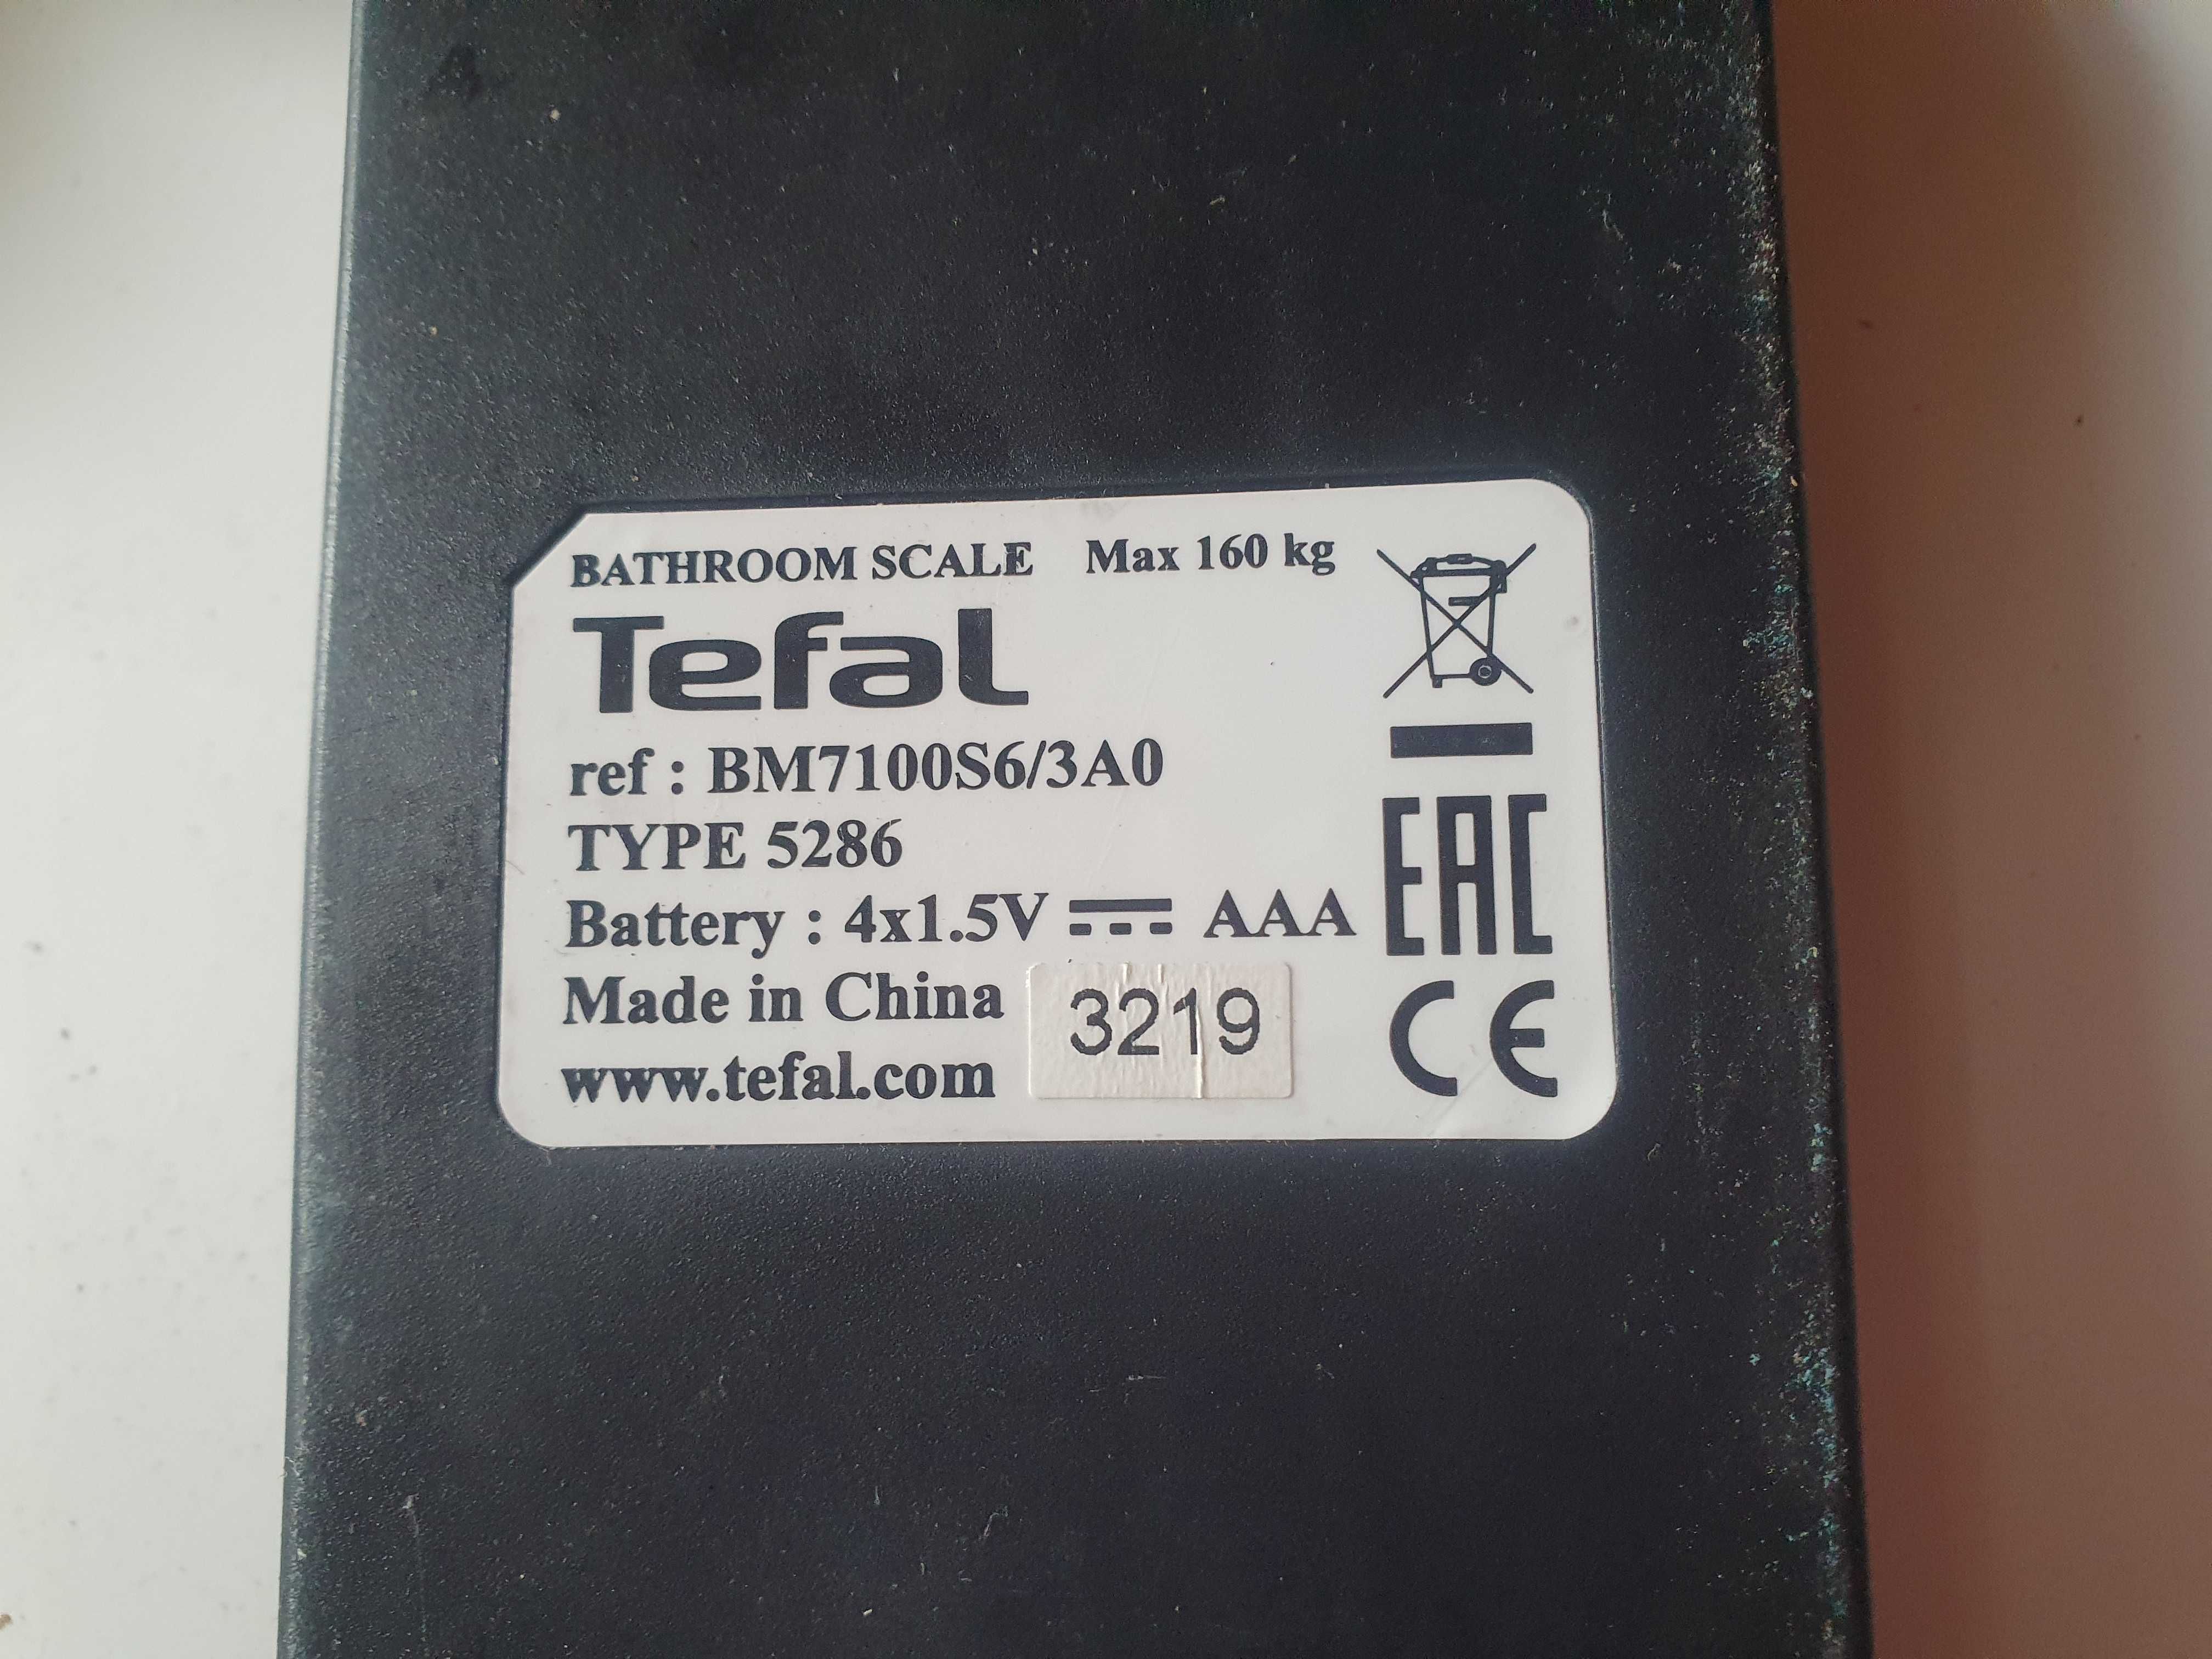 BATHROOM SCALE Max 160 kg
Tefal
ref : BM7100S6/3A0
TYPE 5286
Battery : 4x1.5V AAA
Made in China
3219
www.tefal.com
EAC
CE